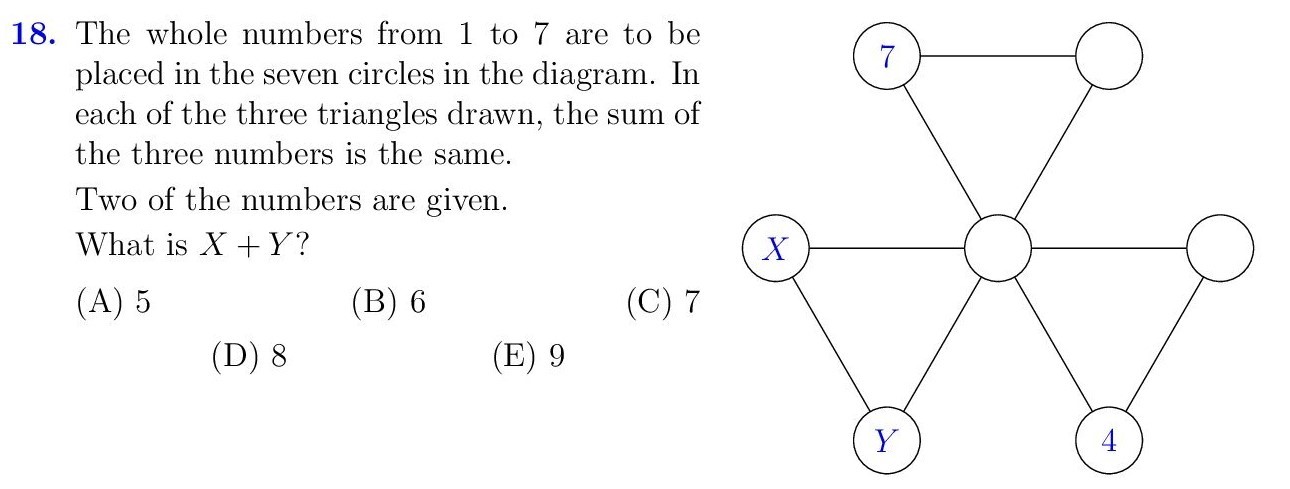 18. The whole numbers from 1 to 7 are to be
placed in the seven circles in the diagram. In
each of the three triangles drawn, the sum of
the three numbers is the same.
Two of the numbers are given.
What is X + Y?
(A) 5 (B) 6 (C) 7
(D) 8 (E) 9
7
X
Y 4